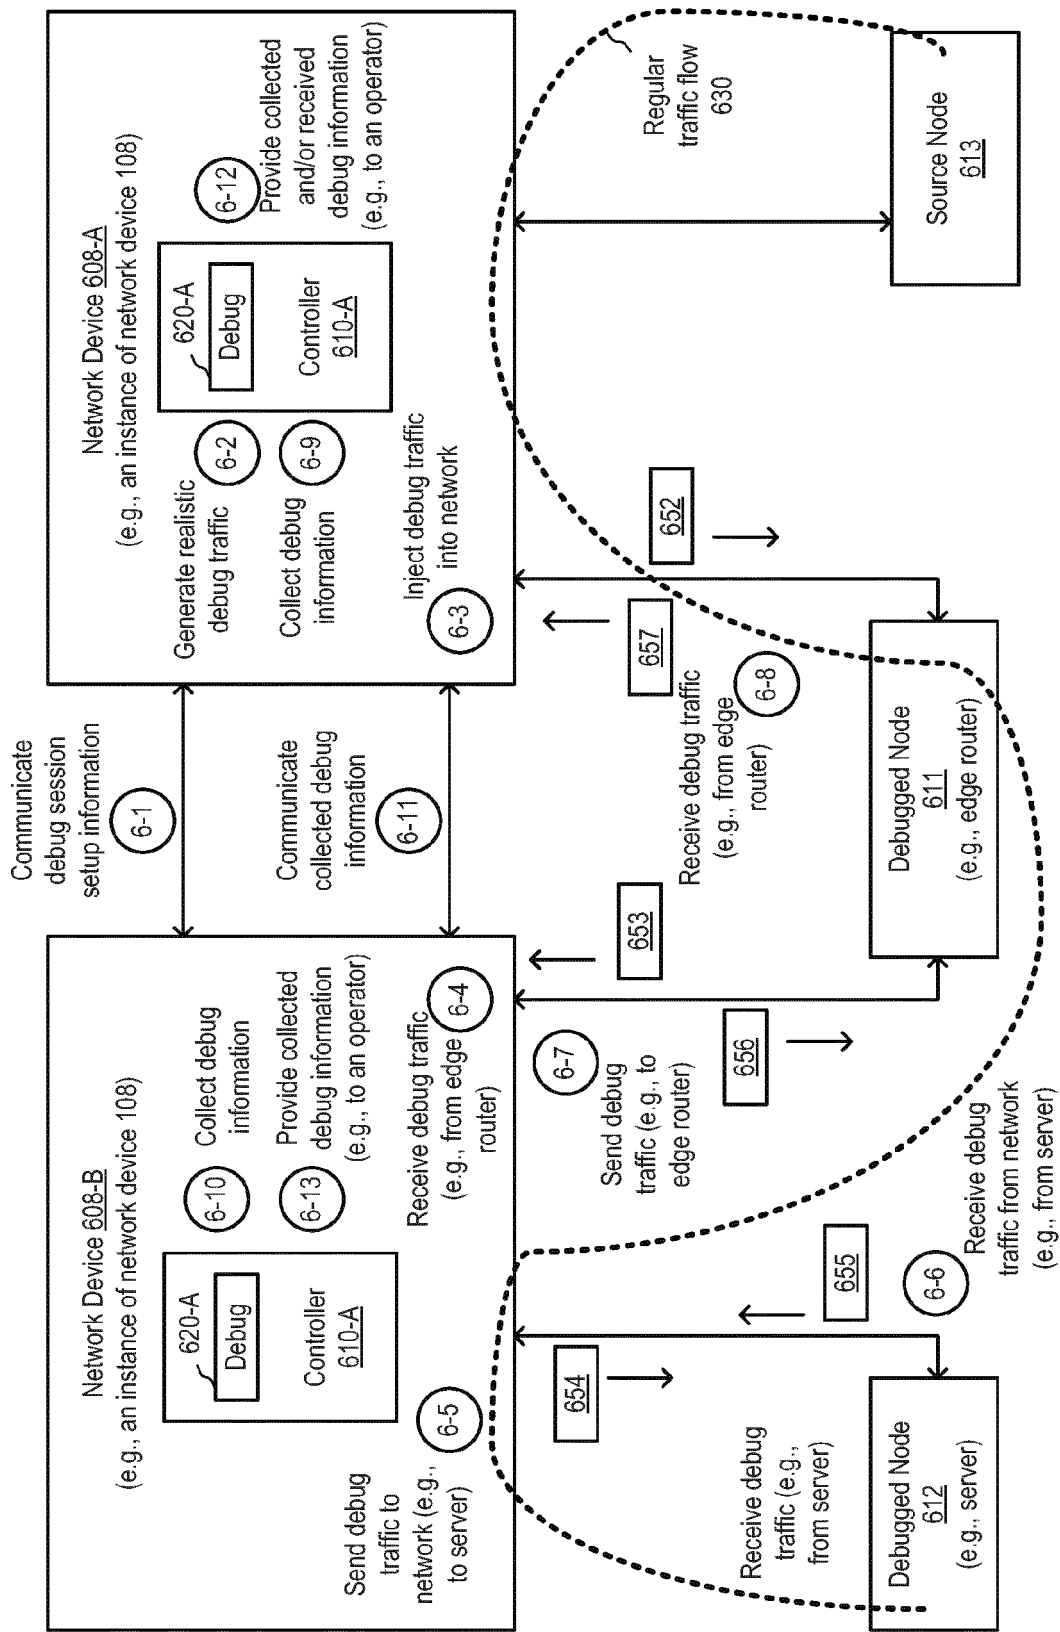 Communicate
debug session
setup information
6-1
Communicate
collected debug
information
6-11
Network Device 608-B
(e.g., an instance of network device 108)
620-A
Debug
Controller
610-A
6-10
Collect debug
information
6-13
Provide collected
debug information
(e.g., to an operator)
Send debug
traffic to
network (e.g.,
to server)
6-5
Receive debug traffic
(e.g., from edge
router)
6-4
Network Device 608-A
(e.g., an instance of network device 108)
Generate realistic
debug traffic
6-2
Collect debug
information
6-9
620-A
Debug
Controller
610-A
6-12
Provide collected
and/or received
debug information
(e.g., to an operator)
Inject debug traffic
into network
6-3
654
Receive debug
traffic (e.g.,
from server)
655
6-6
Receive debug
traffic from network
(e.g., from server)
6-7
Send debug
traffic (e.g., to
edge router)
653
656
657
Receive debug traffic
(e.g., from edge
router)
6-8
652
Regular
traffic flow
630
Debugged Node
612
(e.g., server)
Debugged Node
611
(e.g., edge router)
Source Node
613